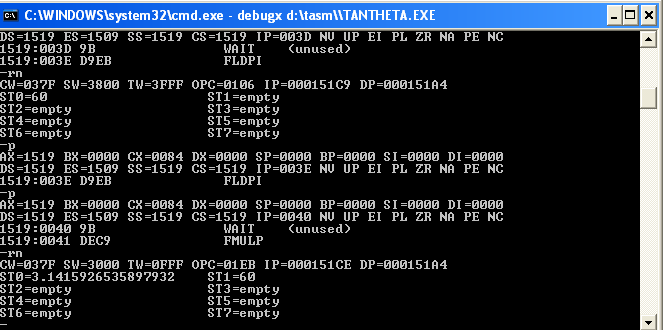 C:\WINDOWS\system32\cmd.exe - debugx d:\tasm\\TANTHETA.EXE
DS=1519 ES=1509 SS=1519 CS=1519 IP=003D NV UP EI PL ZR NA PE NC
1519:003D 9B WAIT (unused)
1519:003E D9EB FLDPI
-rn
CW=037F SW=3800 TW=3FFF OPC=0106 IP=000151C9 DP=000151A4
ST0=60 ST1=empty
ST2=empty ST3=empty
ST4=empty ST5=empty
ST6=empty ST7=empty
-p
AX=1519 BX=0000 CX=0084 DX=0000 SP=0000 BP=0000 SI=0000 DI=0000
DS=1519 ES=1509 SS=1519 CS=1519 IP=003E NV UP EI PL ZR NA PE NC
1519:003E D9EB FLDPI
-p
AX=1519 BX=0000 CX=0084 DX=0000 SP=0000 BP=0000 SI=0000 DI=0000
DS=1519 ES=1509 SS=1519 CS=1519 IP=0040 NV UP EI PL ZR NA PE NC
1519:0040 9B WAIT (unused)
1519:0041 DEC9 FMULP
-rn
CW=037F SW=3000 TW=0FFF OPC=01EB IP=000151CE DP=000151A4
ST0=3.1415926535897932 ST1=60
ST2=empty ST3=empty
ST4=empty ST5=empty
ST6=empty ST7=empty
-